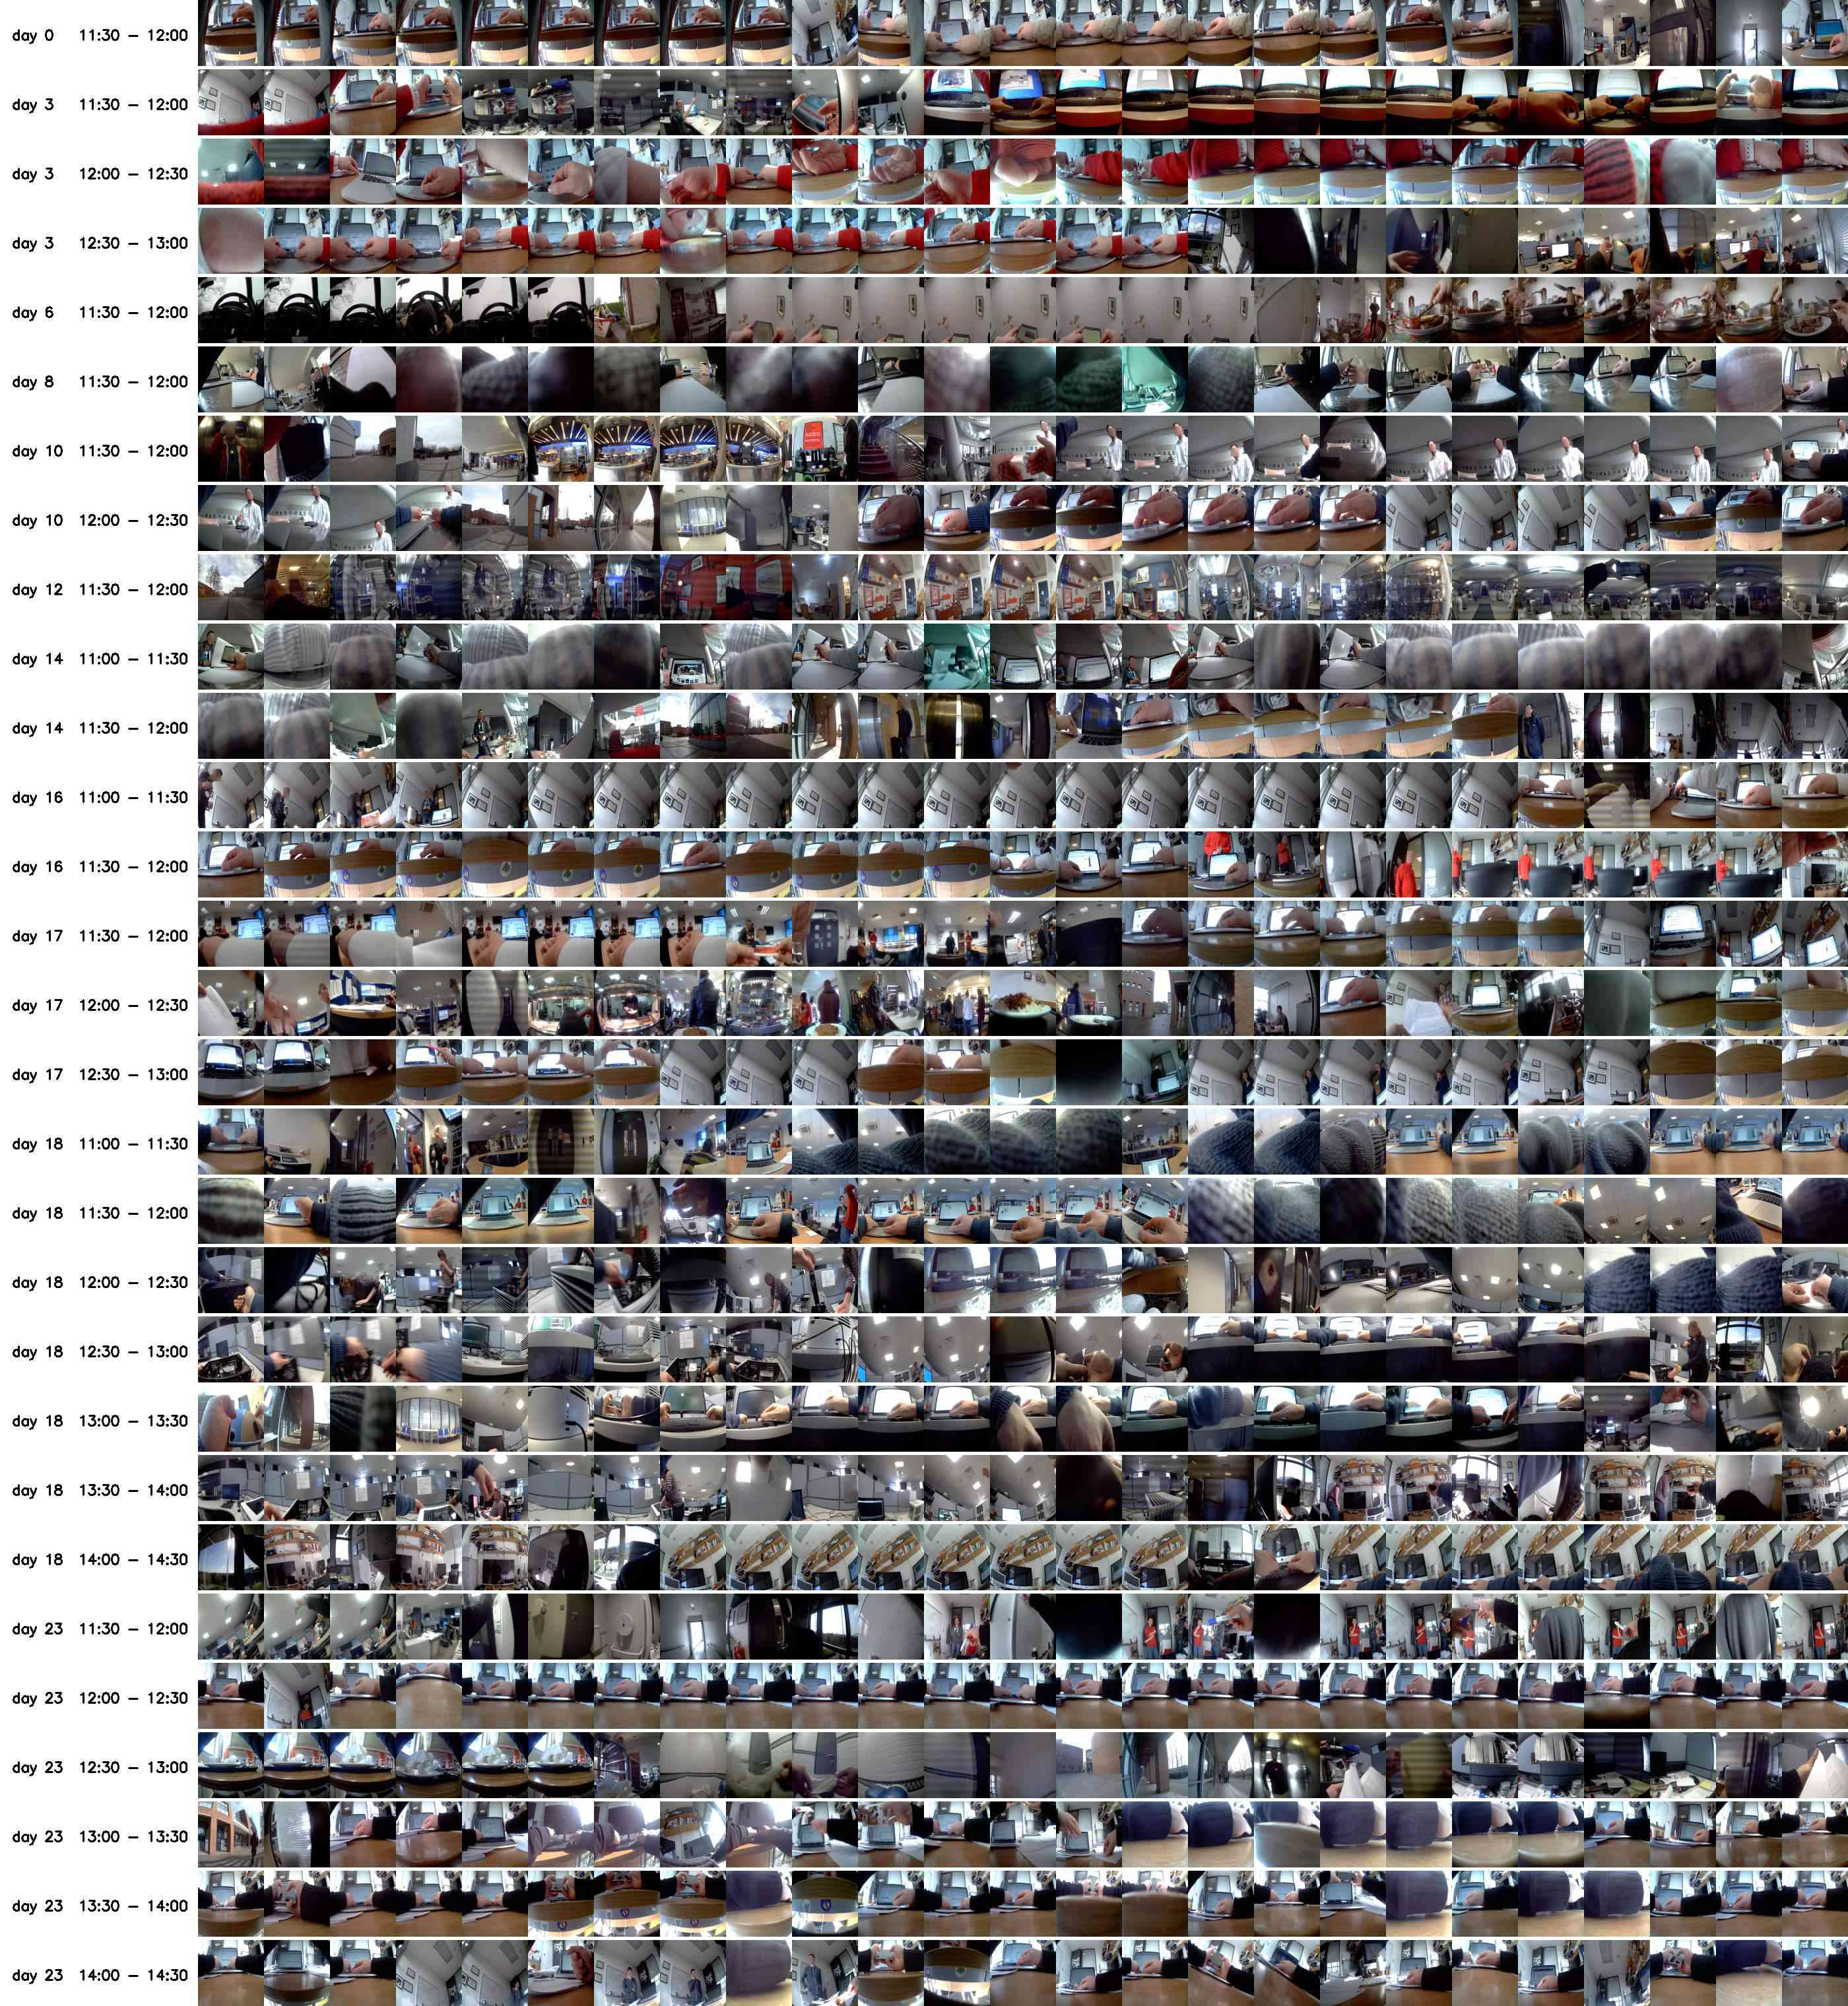 day 0 11:30 – 12:00
day 3 11:30 – 12:00
day 3 12:00 – 12:30
day 3 12:30 – 13:00
day 6 11:30 – 12:00
day 8 11:30 – 12:00
day 10 11:30 – 12:00
day 10 12:00 – 12:30
day 12 11:30 – 12:00
day 14 11:00 – 11:30
day 14 11:30 – 12:00
day 16 11:00 – 11:30
day 16 11:30 – 12:00
day 17 11:30 – 12:00
day 17 12:00 – 12:30
day 17 12:30 – 13:00
day 18 11:00 – 11:30
day 18 11:30 – 12:00
day 18 12:00 – 12:30
day 18 12:30 – 13:00
day 18 13:00 – 13:30
day 18 13:30 – 14:00
day 18 14:00 – 14:30
day 23 11:30 – 12:00
day 23 12:00 – 12:30
day 23 12:30 – 13:00
day 23 13:00 – 13:30
day 23 13:30 – 14:00
day 23 14:00 – 14:30